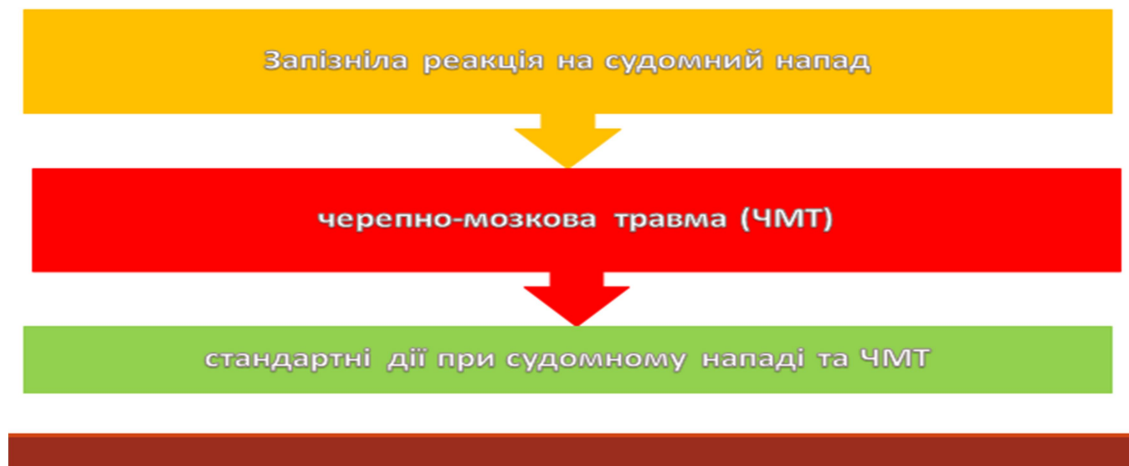 Запізніла реакція на судомний напад
черепно-мозкова травма (ЧМТ)
стандартні дії при судомному нападі та ЧМТ